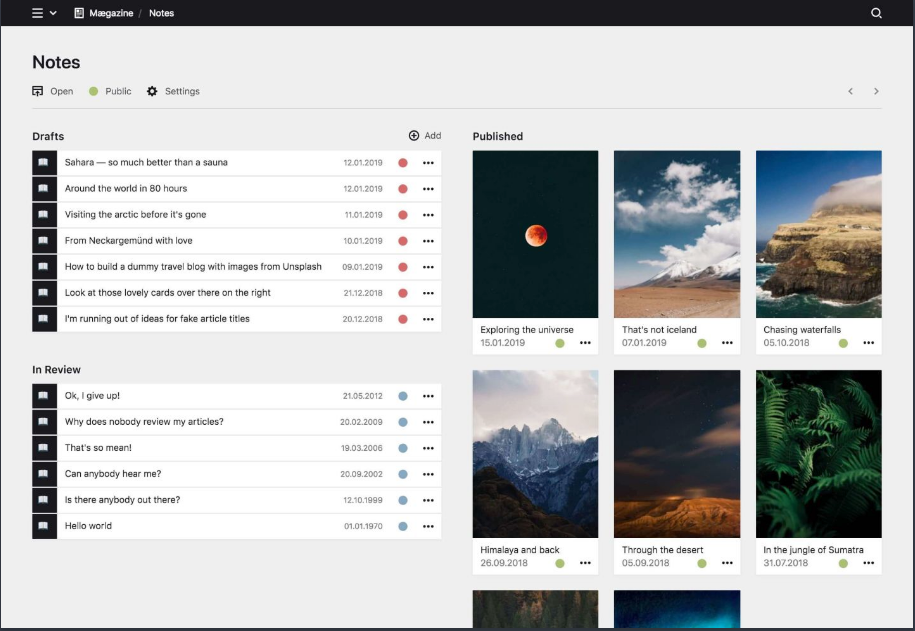 Mægazine / Notes
Notes
Open Public Settings
Drafts
Add
Sahara — so much better than a sauna 12.01.2019
Around the world in 80 hours 12.01.2019
Visiting the arctic before it's gone 11.01.2019
From Neckargemünd with love 10.01.2019
How to build a dummy travel blog with images from Unsplash 09.01.2019
Look at those lovely cards over there on the right 21.12.2018
I'm running out of ideas for fake article titles 20.12.2018
In Review
Ok, I give up! 21.05.2012
Why does nobody review my articles? 20.02.2009
That's so mean! 19.03.2006
Can anybody hear me? 20.09.2002
Is there anybody out there? 12.10.1999
Hello world 01.01.1970
Published
Exploring the universe
15.01.2019
That's not iceland
07.01.2019
Chasing waterfalls
05.10.2018
Himalaya and back
26.09.2018
Through the desert
05.09.2018
In the jungle of Sumatra
31.07.2018